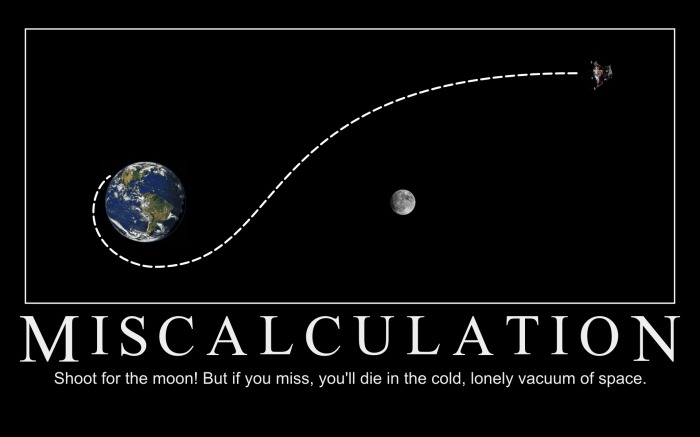 MISCALCULATION
Shoot for the moon! But if you miss, you'll die in the cold, lonely vacuum of space.